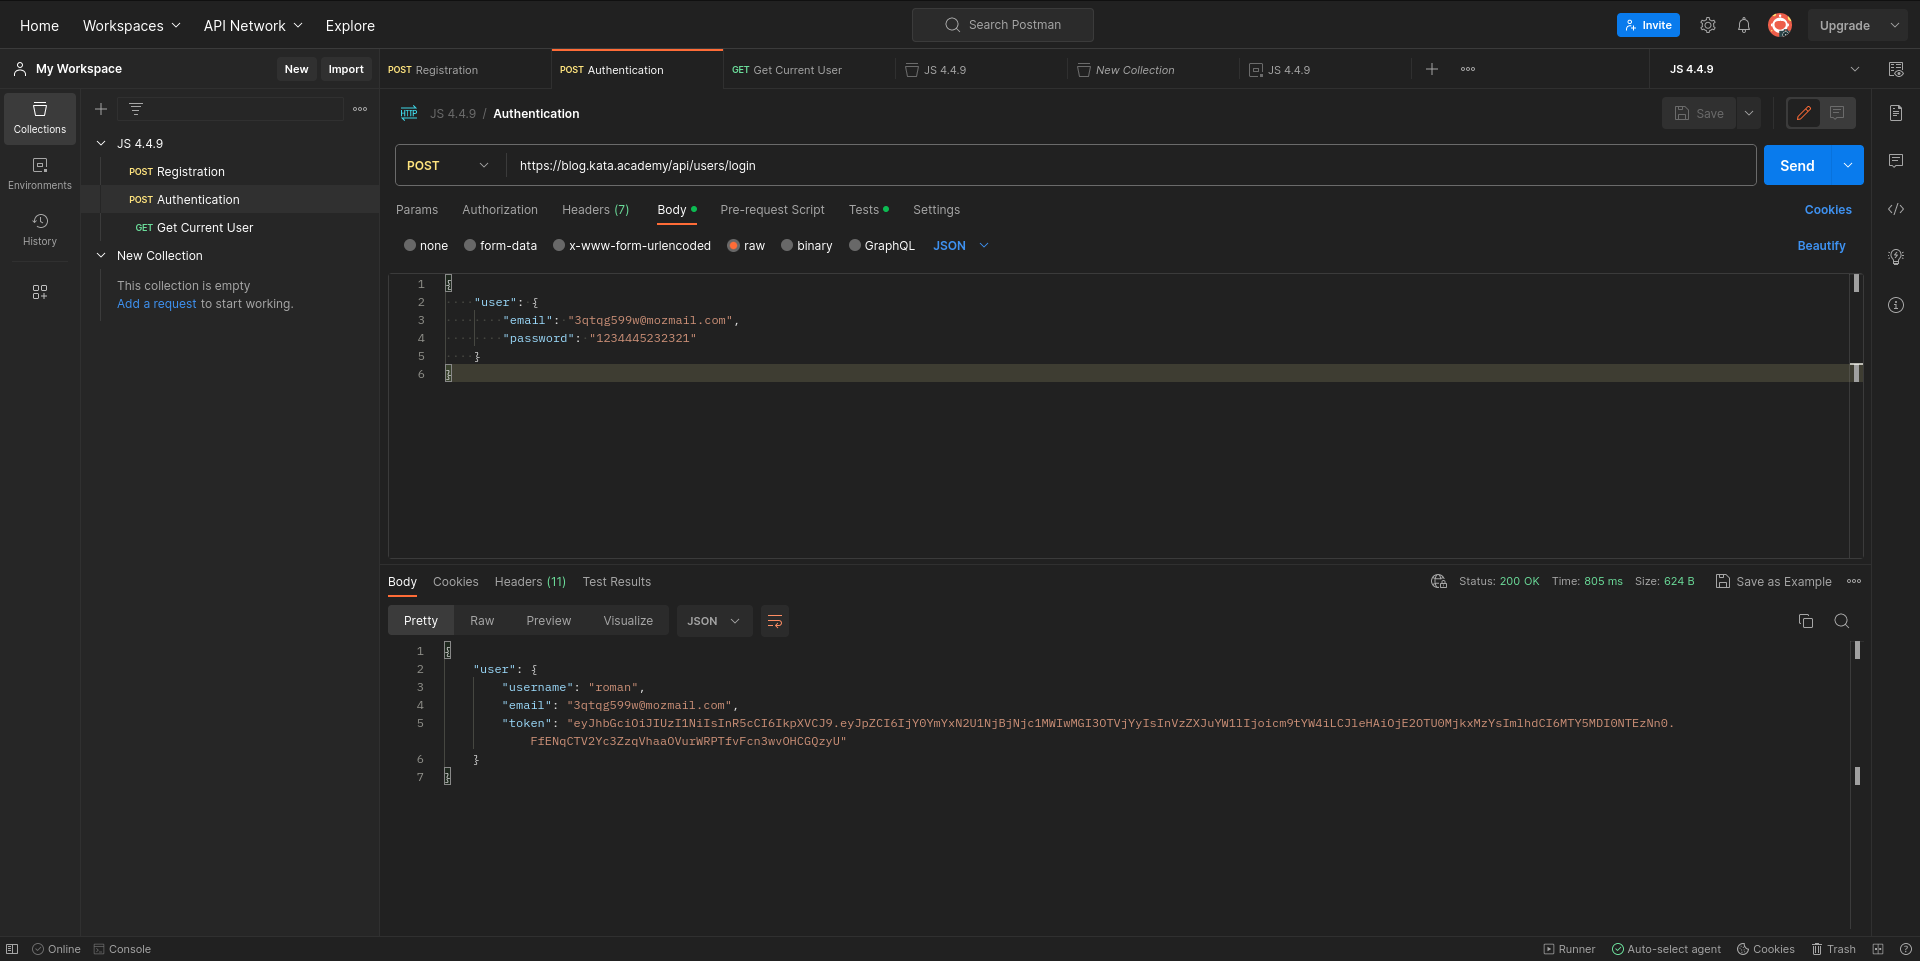 Home Workspaces API Network Explore Search Postman Invite Upgrade
My Workspace New Import POST Registration POST Authentication GET Get Current User JS 4.4.9 New Collection JS 4.4.9 JS 4.4.9
Collections
Environments
History
JS 4.4.9
POST Registration
POST Authentication
GET Get Current User
New Collection
This collection is empty
Add a request to start working.
HTTP JS 4.4.9 / Authentication Save
POST https://blog.kata.academy/api/users/login Send
Params Authorization Headers (7) Body Pre-request Script Tests Settings Cookies
none form-data x-www-form-urlencoded raw binary GraphQL JSON Beautify
1 {
2 "user": {
3 "email": "3qtqg599w@mozmail.com",
4 "password": "1234445232321"
5 }
6 }
Body Cookies Headers (11) Test Results Status: 200 OK Time: 805 ms Size: 624 B Save as Example
Pretty Raw Preview Visualize JSON
1 {
2 "user": {
3 "username": "roman",
4 "email": "3qtqg599w@mozmail.com",
5 "token": "eyJhbGciOiJIUzI1NiIsInR5cCI6IkpXVCJ9.eyJpZCI6IjY0YmYxN2U1NjBjNjc1MWIwMGI3OTVjYyIsInVzZXJuYW1lIjoicm9tYW4iLCJleHAiOjE2OTU0MjkxMzYsImlhdCI6MTY5MDI0NTEzNn0.
FfENqCTV2Yc3ZzqVhaaOVurWRPTfvFcn3wvOHCGQzyU"
6 }
7 }
Online Console Runner Auto-select agent Cookies Trash